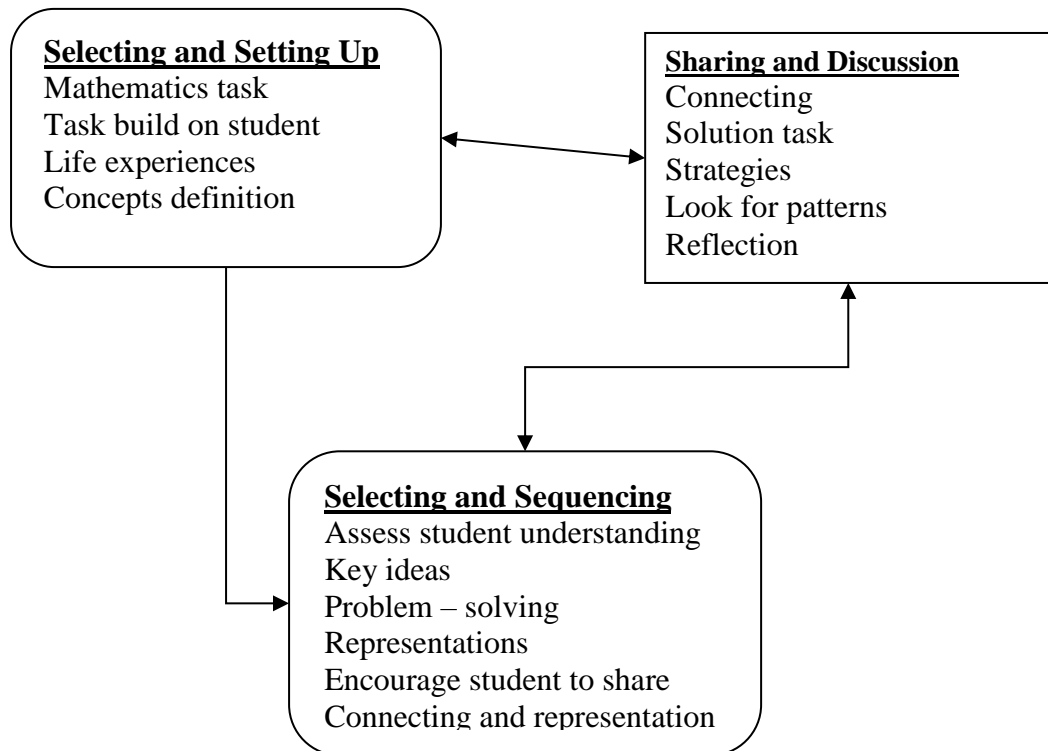 Selecting and Setting Up
Mathematics task
Task build on student
Life experiences
Concepts definition
Sharing and Discussion
Connecting
Solution task
Strategies
Look for patterns
Reflection
Selecting and Sequencing
Assess student understanding
Key ideas
Problem – solving
Representations
Encourage student to share
Connecting and representation